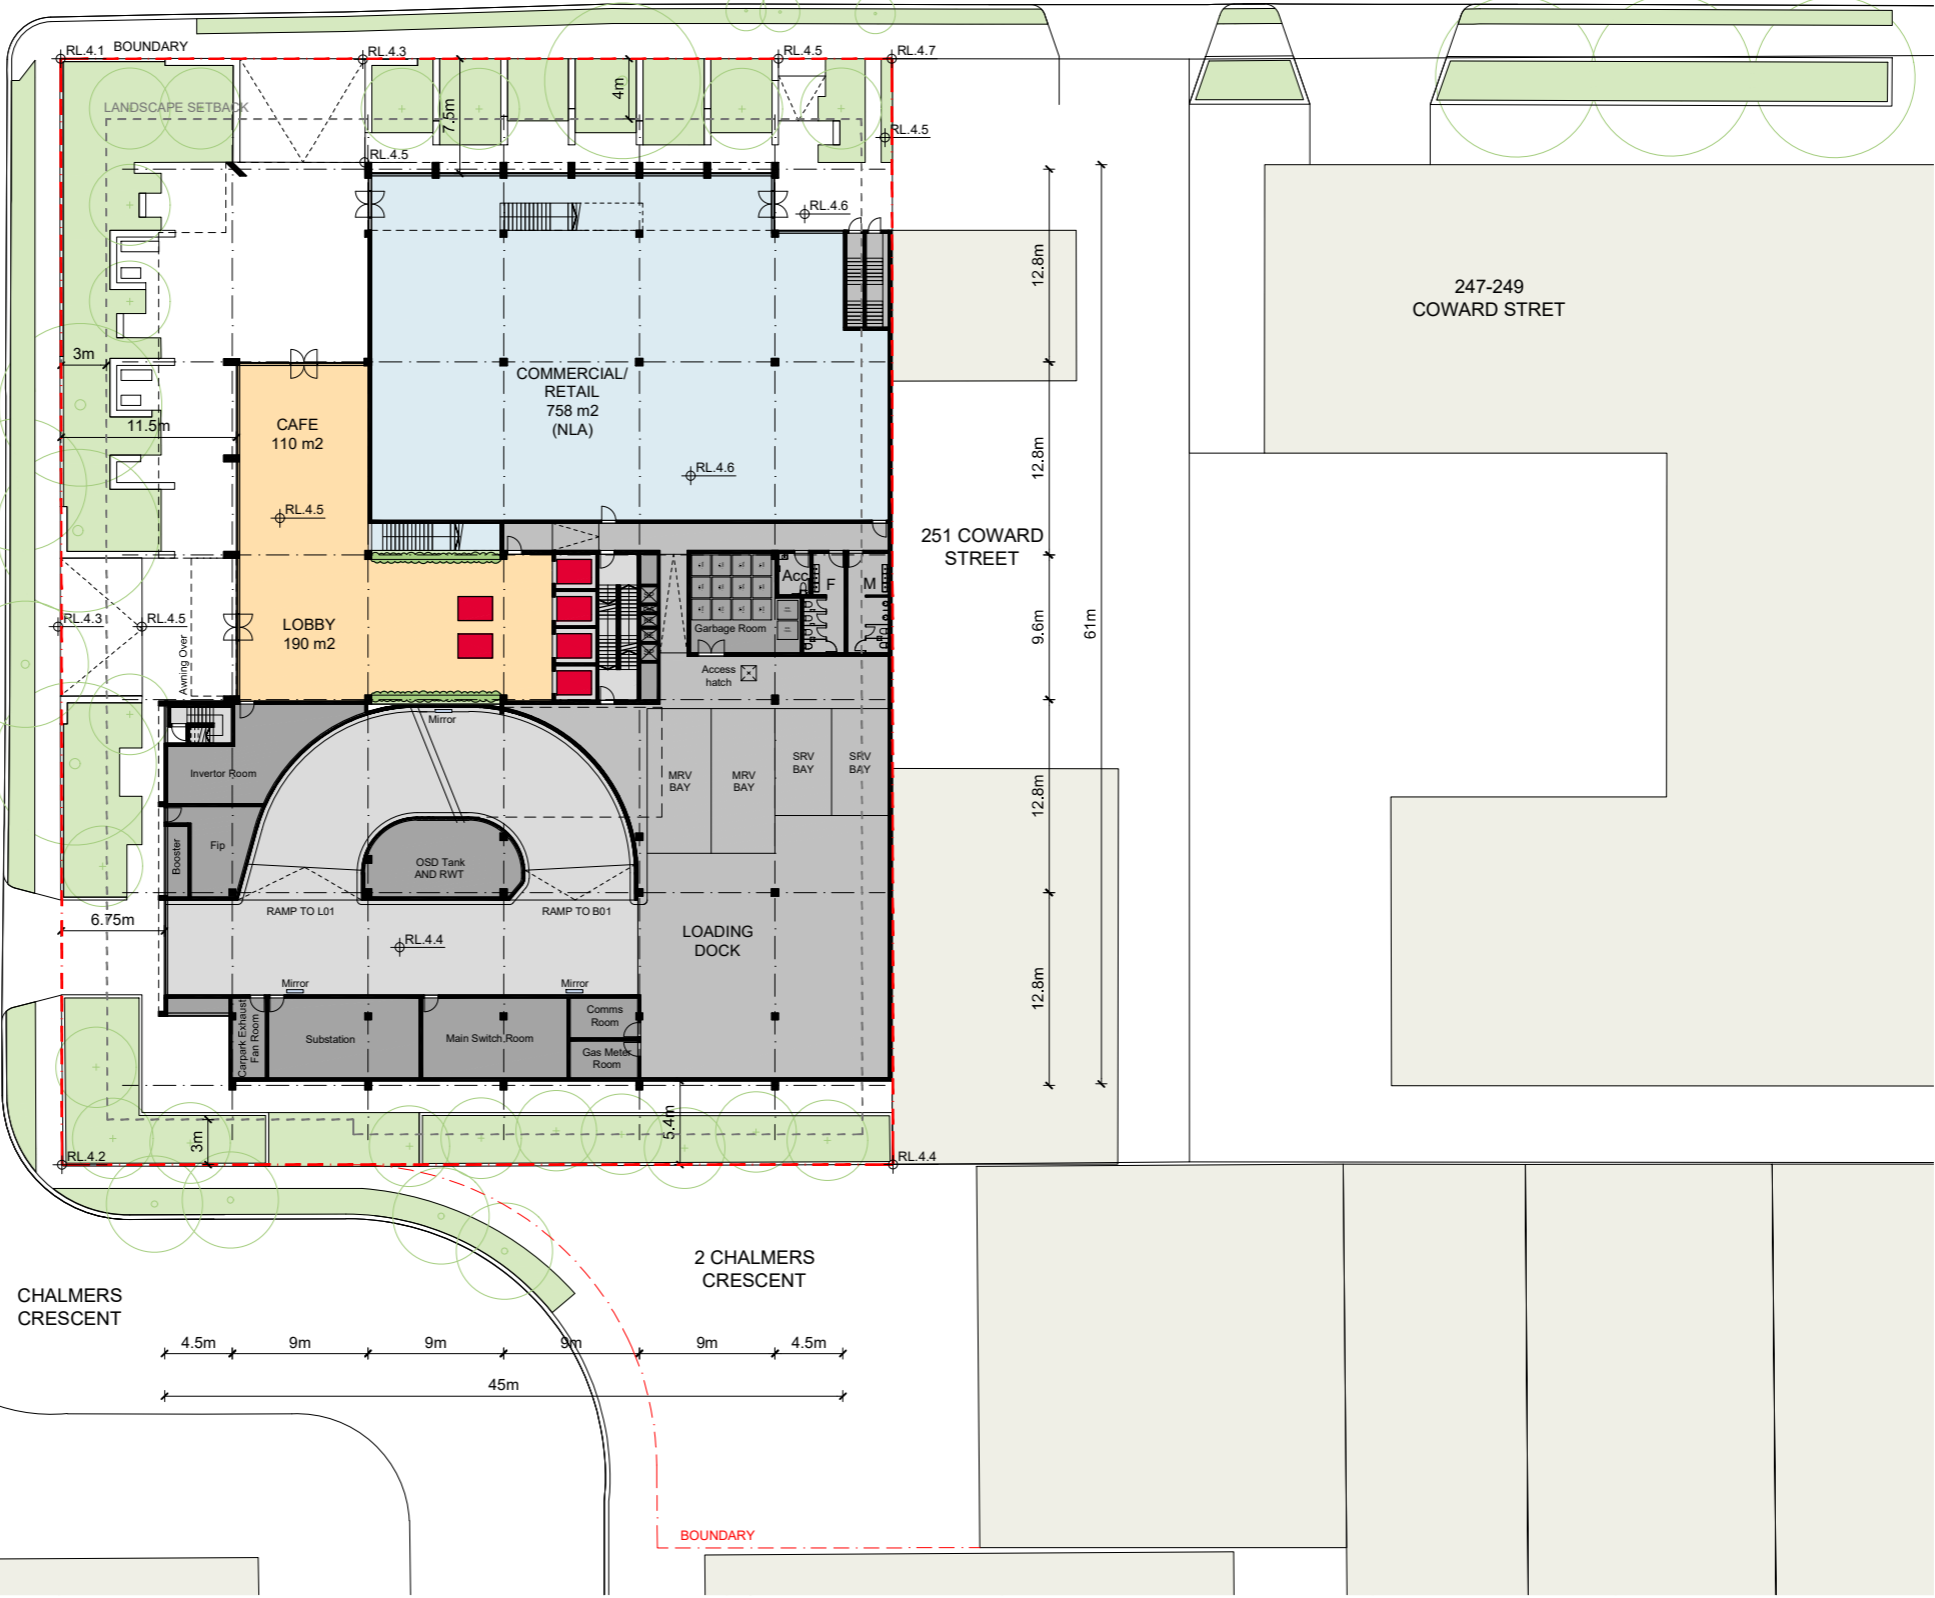 RL.4.1
BOUNDARY
RL.4.3
RL.4.5
RL.4.7
LANDSCAPE SETBACK
7.5m
4m
RL.4.5
RL.4.5
RL.4.6
12.8m
247-249
COWARD STRET
3m
COMMERCIAL/
RETAIL
758 m2
(NLA)
11.5m
CAFE
110 m2
RL.4.6
12.8m
RL.4.5
251 COWARD
STREET
Acc
F
M
RL.4.3
RL.4.5
LOBBY
190 m2
Garbage Room
9.6m
61m
Awning Over
Access
hatch
Mirror
Invertor Room
MRV
BAY
MRV
BAY
SRV
BAY
SRV
BAY
12.8m
Booster
Fip
OSD Tank
AND RWT
6.75m
RAMP TO L01
RAMP TO B01
RL.4.4
LOADING
DOCK
Mirror
Mirror
12.8m
Carpark Exhaust
Fan Room
Substation
Main Switch Room
Comms
Room
Gas Meter
Room
3m
5.4m
RL.4.2
RL.4.4
2 CHALMERS
CRESCENT
CHALMERS
CRESCENT
4.5m
9m
9m
9m
9m
4.5m
45m
BOUNDARY